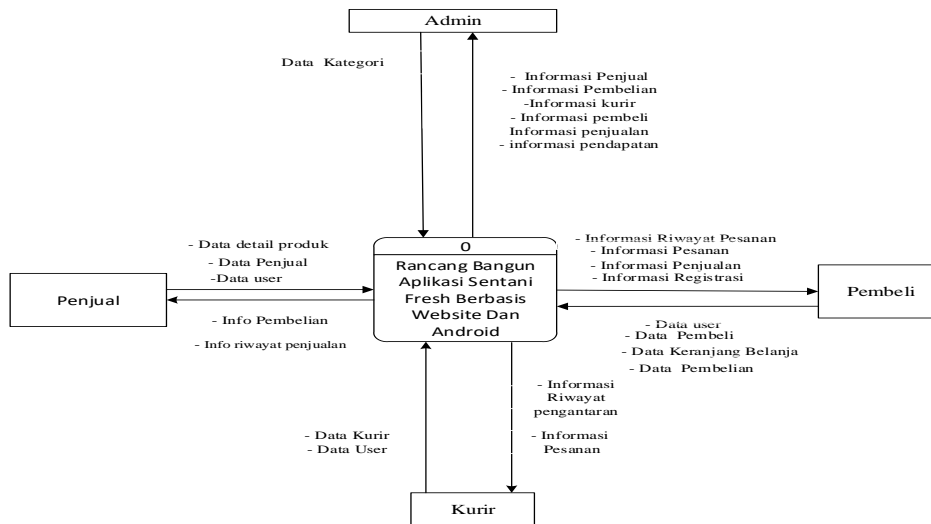 Admin
Data Kategori
- Informasi Penjual
- Informasi Pembelian
-Informasi kurir
- Informasi pembeli
Informasi penjualan
- informasi pendapatan
- Data detail produk
- Data Penjual
-Data user
Penjual
- Info Pembelian
- Info riwayat penjualan
0
Rancang Bangun
Aplikasi Sentani
Fresh Berbasis
Website Dan
Android
- Informasi Riwayat Pesanan
- Informasi Pesanan
- Informasi Penjualan
- Informasi Registrasi
Pembeli
- Data user
- Data Pembeli
- Data Keranjang Belanja
- Data Pembelian
- Data Kurir
- Data User
- Informasi
Riwayat
pengantaran
- Informasi
Pesanan
Kurir